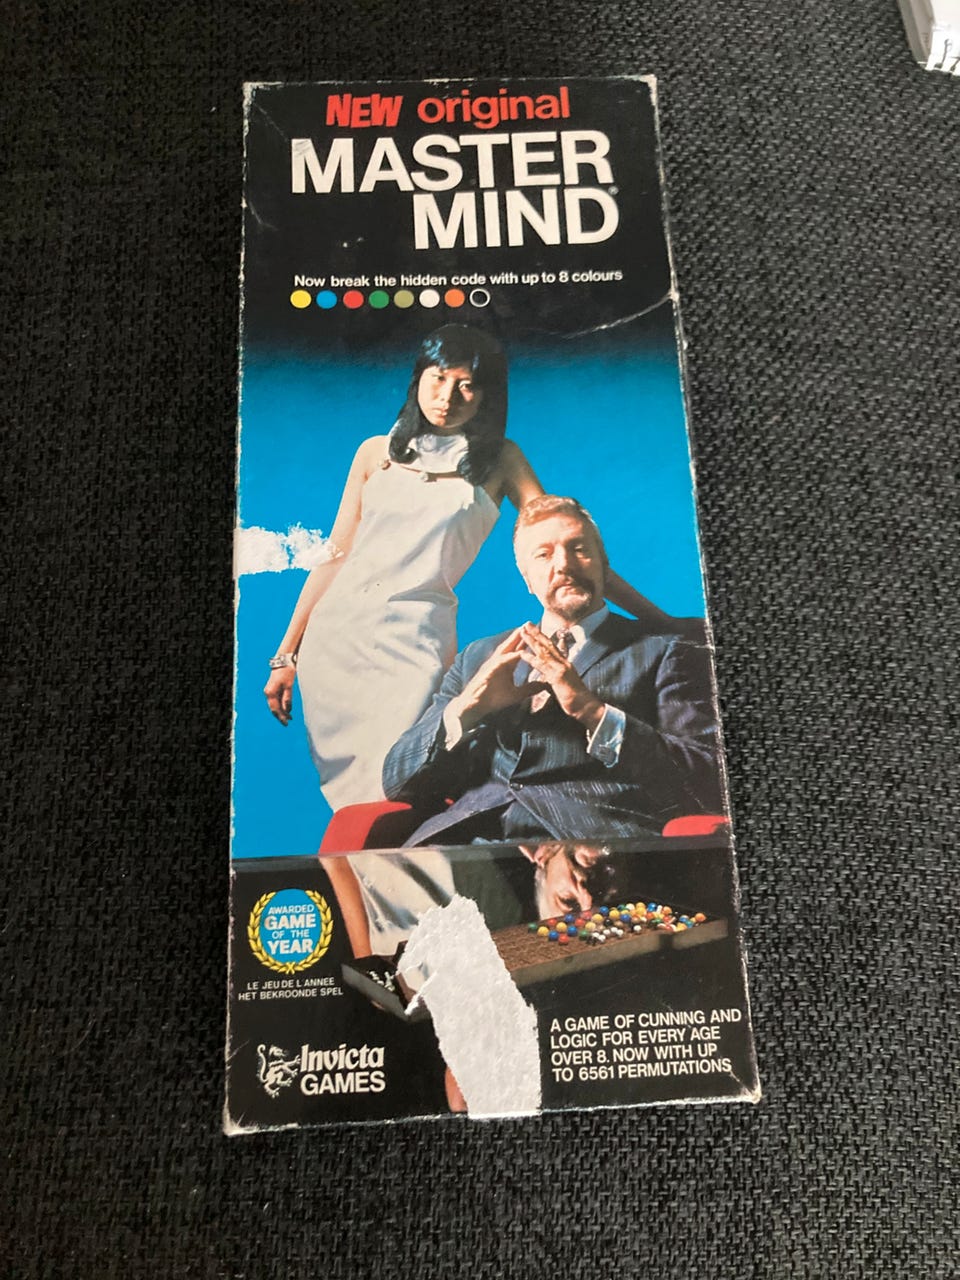 NEW original
MASTER
MIND®
Now break the hidden code with up to 8 colours
AWARDED
GAME
OF THE
YEAR
LE JEU DE L ANNEE
HET BEKROONDE SPEL
Invicta
GAMES
A GAME OF CUNNING AND
LOGIC FOR EVERY AGE
OVER 8. NOW WITH UP
TO 6561 PERMUTATIONS